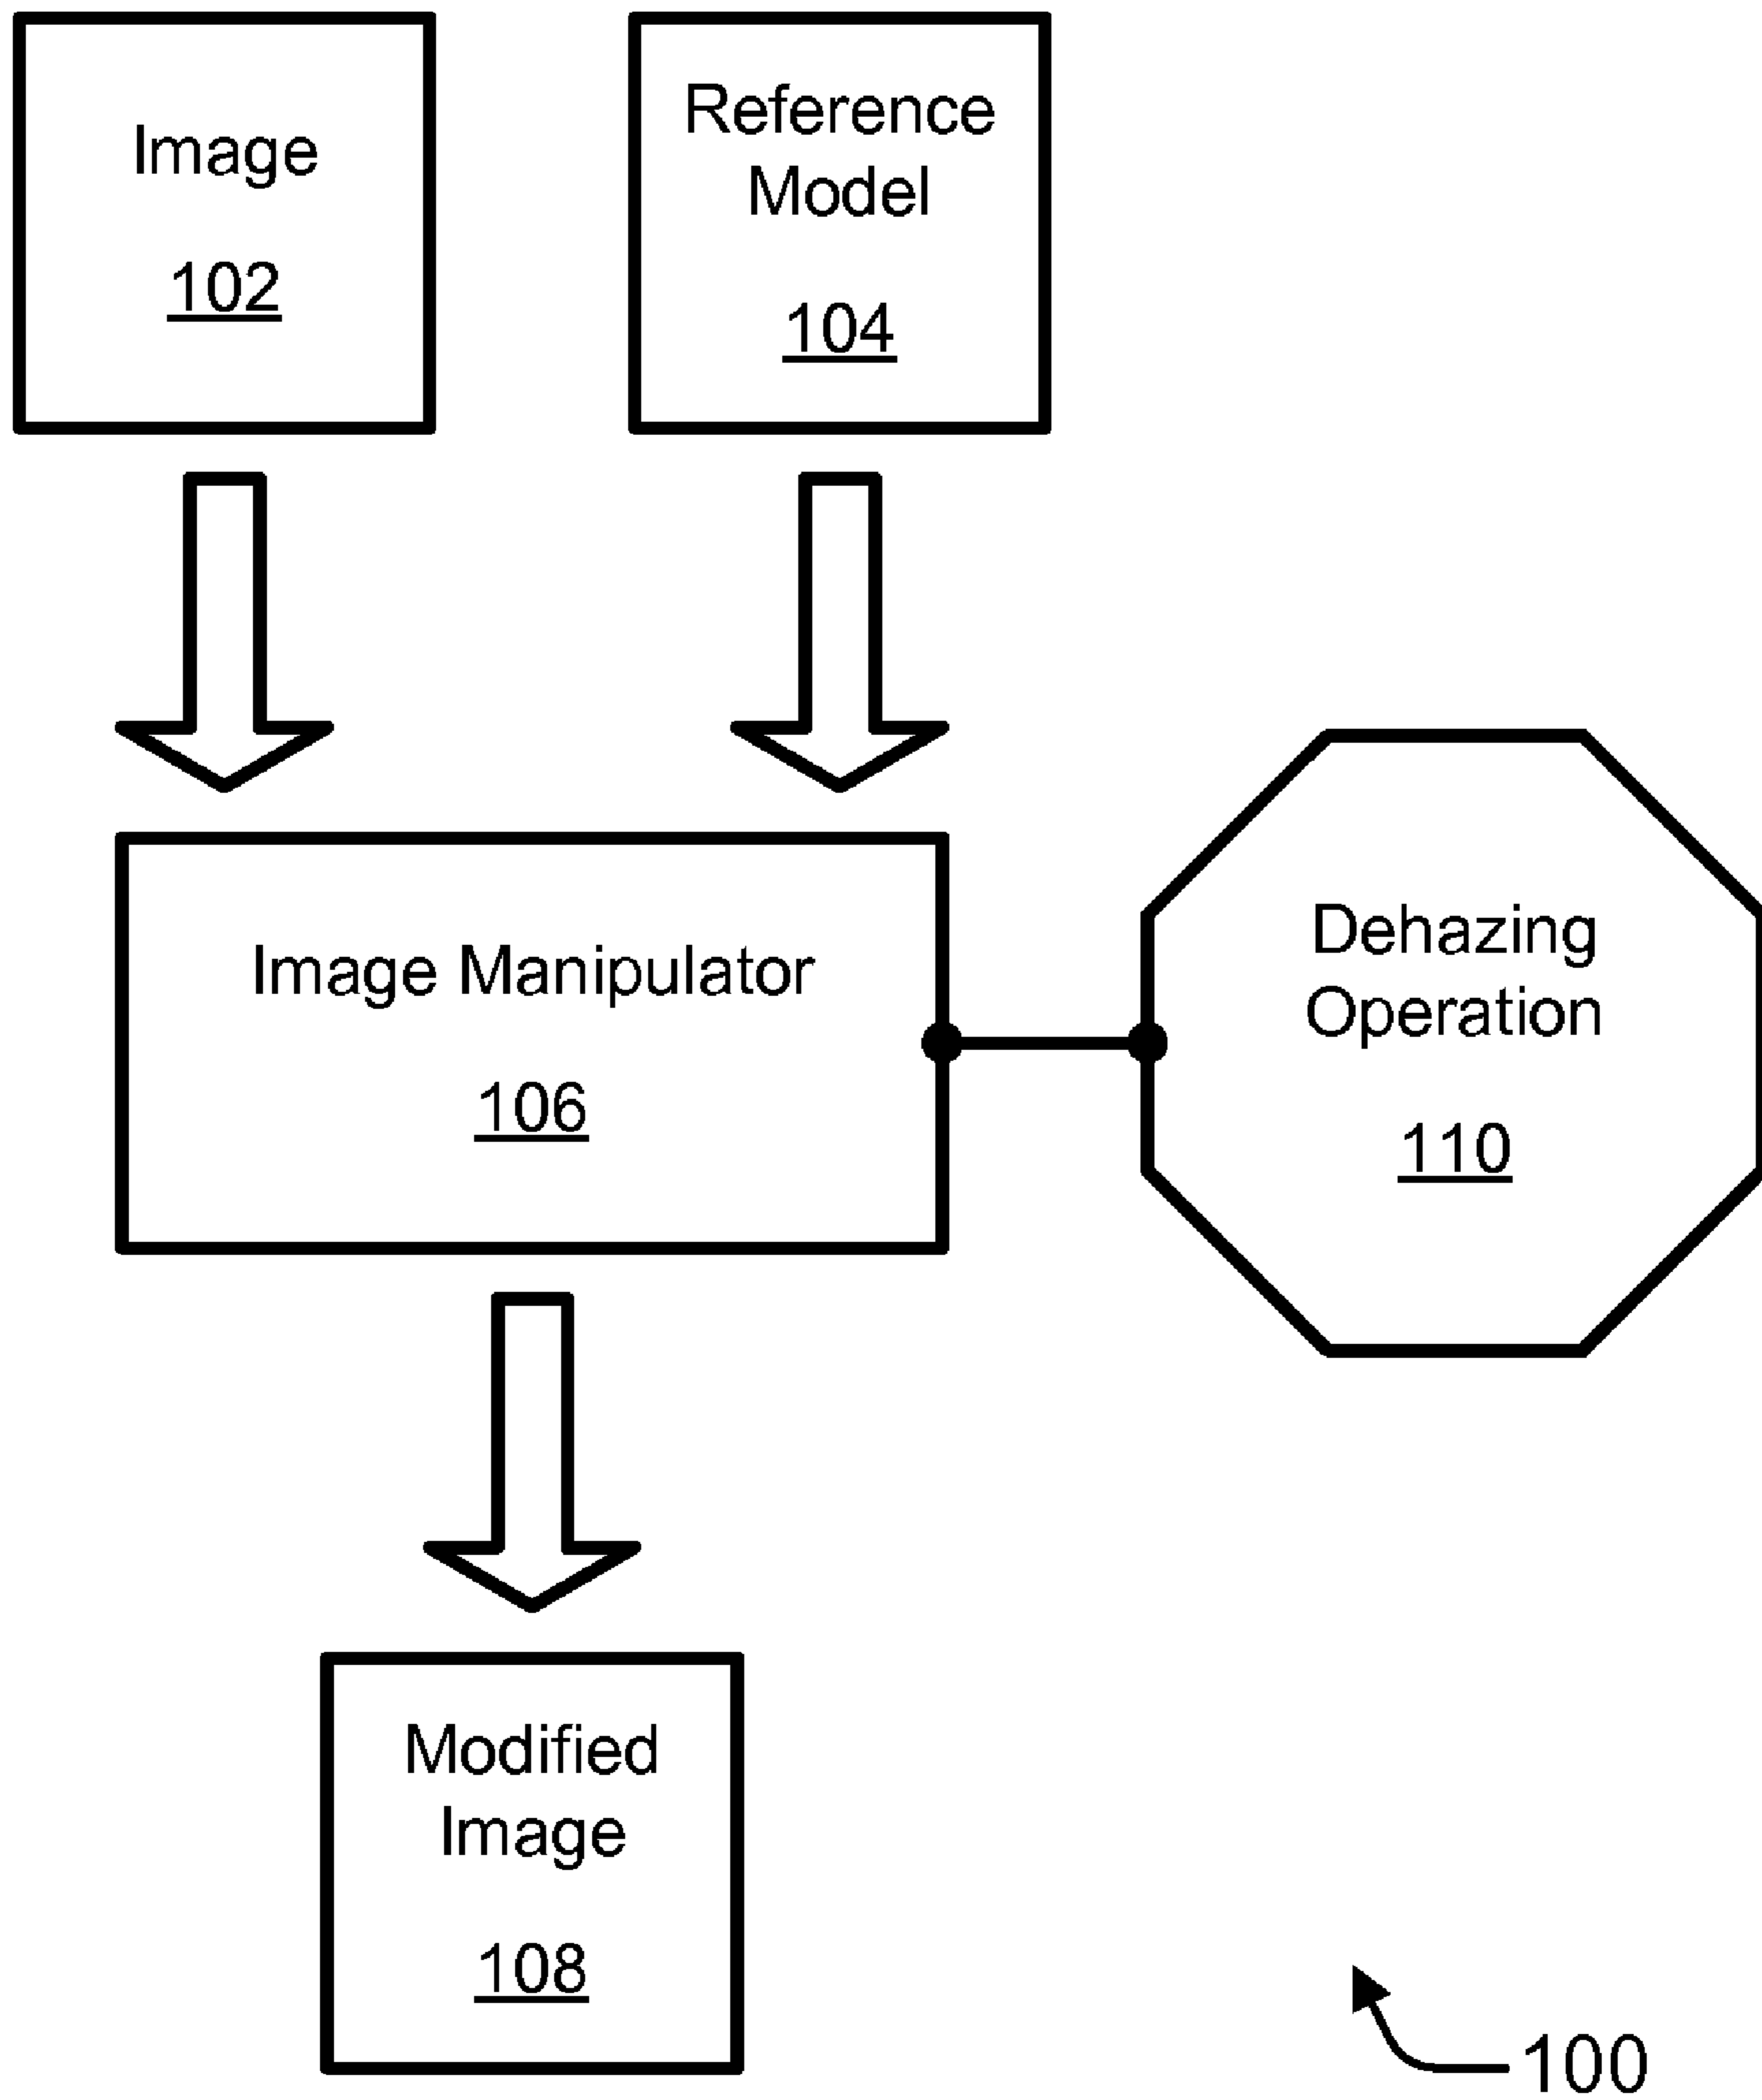 Image
102
Reference
Model
104
Image Manipulator
106
Dehazing
Operation
110
Modified
Image
108
100